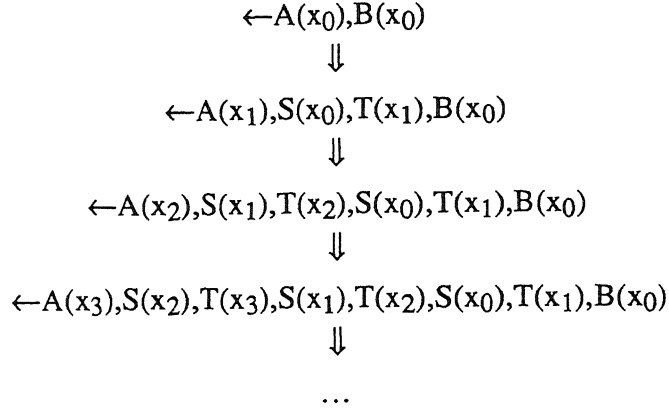 ←A(x₀),B(x₀)
⇓
←A(x₁),S(x₀),T(x₁),B(x₀)
⇓
←A(x₂),S(x₁),T(x₂),S(x₀),T(x₁),B(x₀)
⇓
←A(x₃),S(x₂),T(x₃),S(x₁),T(x₂),S(x₀),T(x₁),B(x₀)
⇓
...